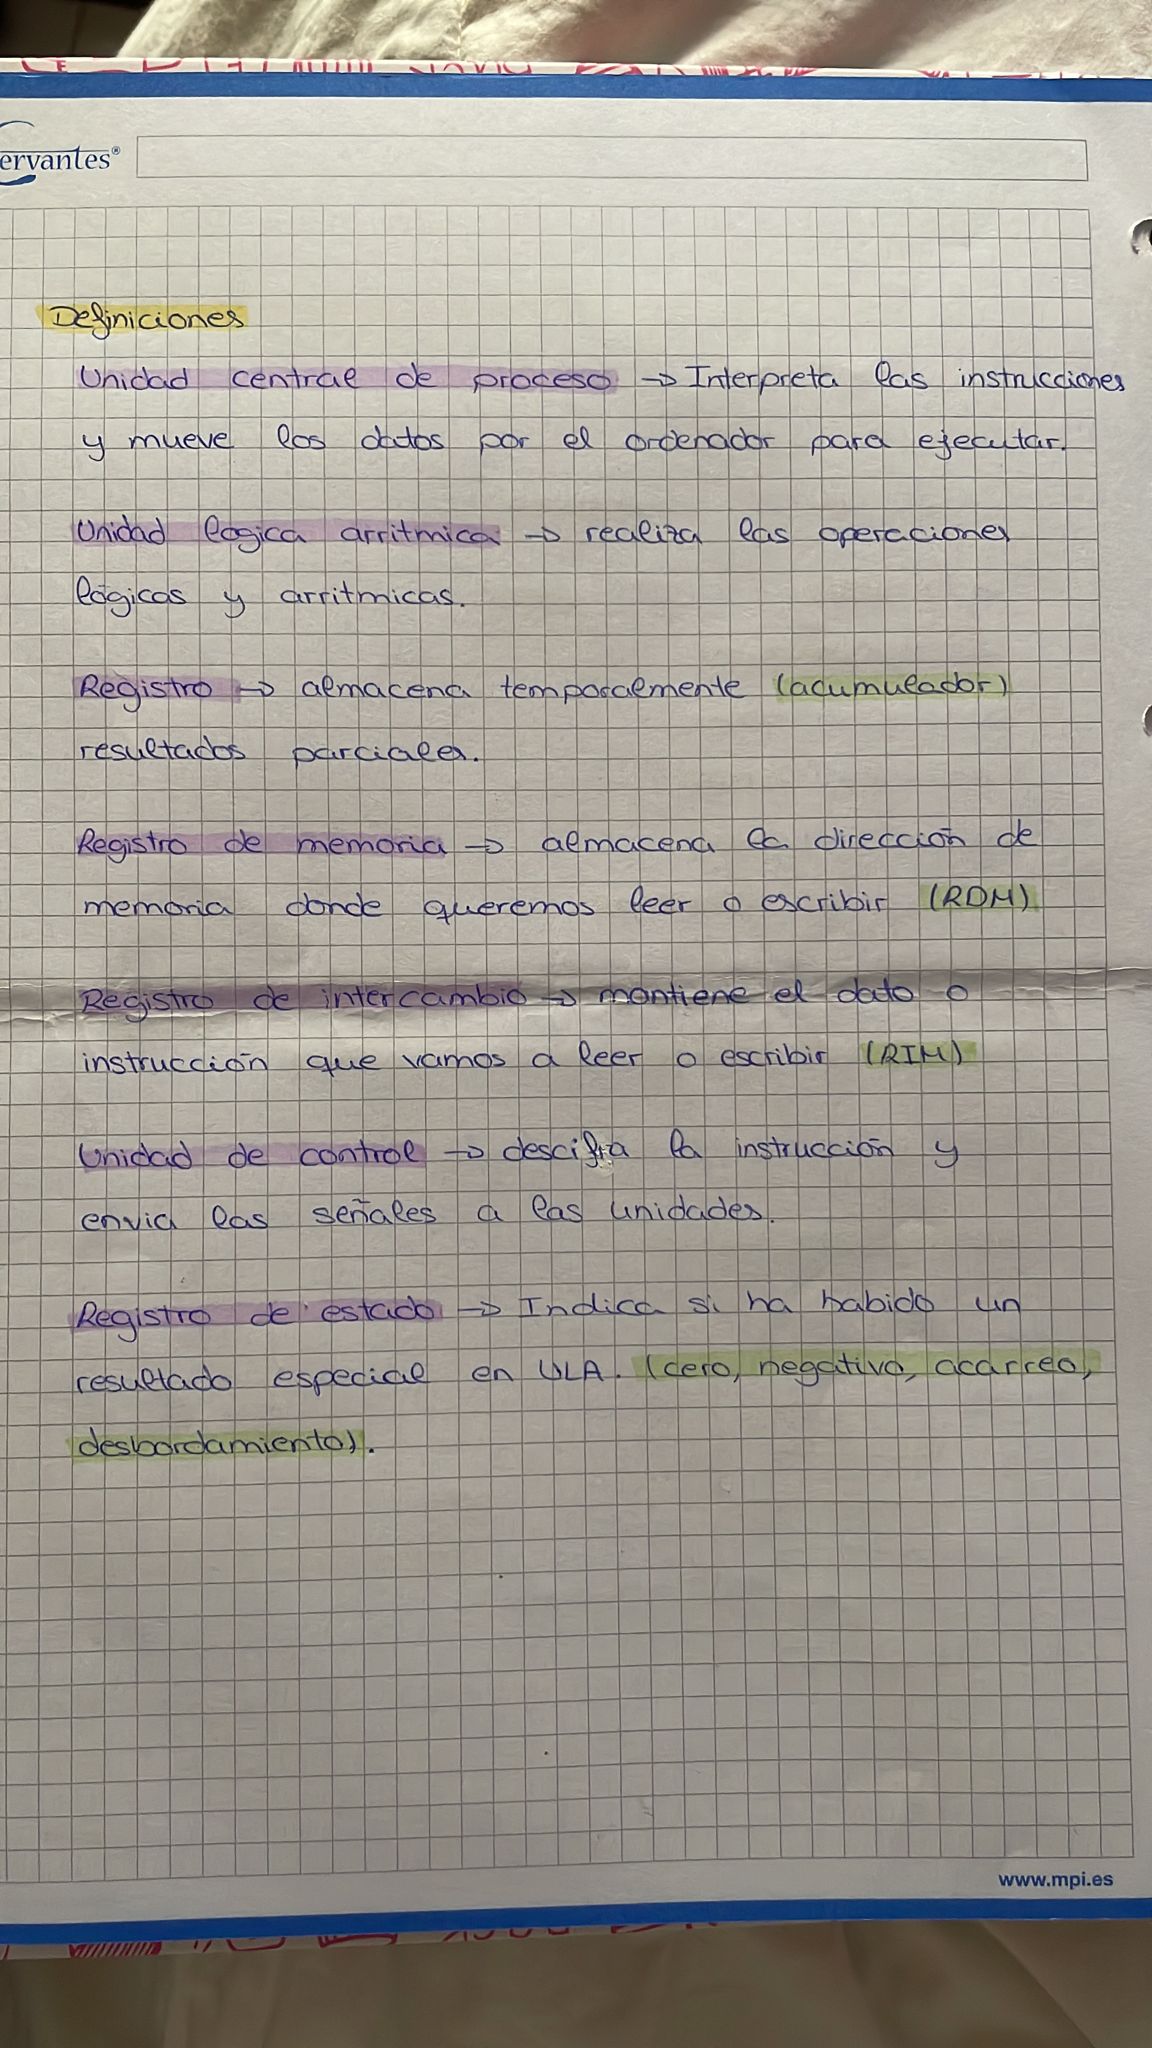 ervantes®
Definiciones
Unidad central de proceso → Interpreta las instrucciones
y mueve los datos por el ordenador para ejecutar.
Unidad logica arritmica → realiza las operaciones
lógicas y arritmicas.
Registro → almacena temporalmente (acumulador)
resultados parciales.
Registro de memoria → almacena la dirección de
memoria donde queremos leer o escribir (RDM)
Registro de intercambio → mantiene el dato o
instrucción que vamos a leer o escribir (RIM)
Unidad de control → descifra la instrucción y
envia las señales a las unidades.
Registro de estado → Indica si ha habido un
resultado especial en ULA. (cero, negativo, acarreo,
desbordamiento).
www.mpi.es